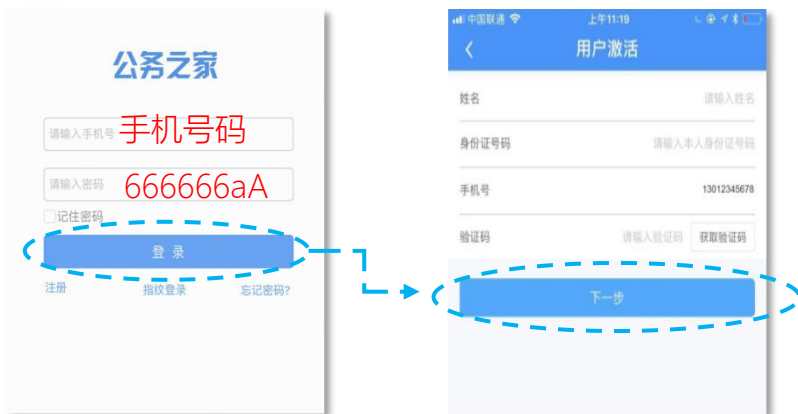 公务之家
请输入手机号 手机号码
请输入密码 666666aA
记住密码
登 录
注册 指纹登录 忘记密码?
中国联通 上午11:19
用户激活
姓名 请输入姓名
身份证号码 请输入本人身份证号码
手机号 13012345678
验证码 请输入验证码 获取验证码
下一步